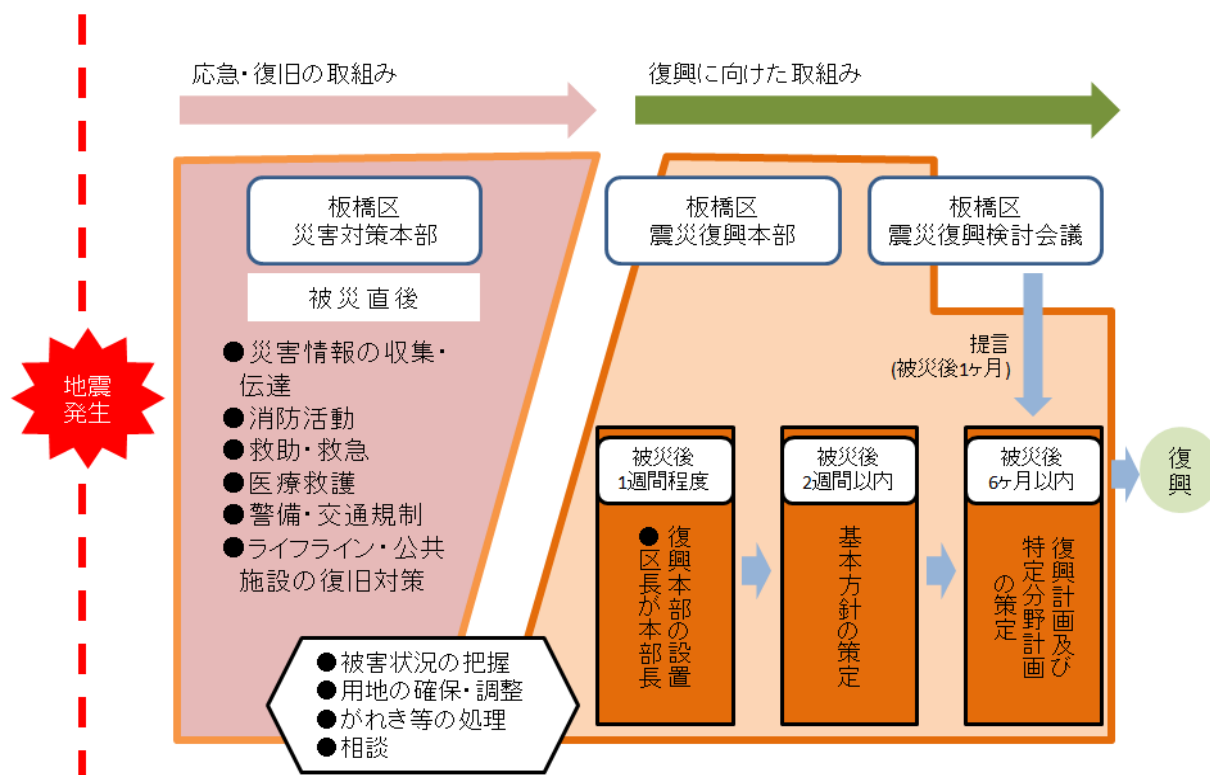 応急・復旧の取組み
復興に向けた取組み
板橋区
災害対策本部
被災直後
●災害情報の収集・
伝達
●消防活動
●救助・救急
●医療救護
●警備・交通規制
●ライフライン・公共
施設の復旧対策
地震
発生
●被害状況の把握
●用地の確保・調整
●がれき等の処理
●相談
板橋区
震災復興本部
板橋区
震災復興検討会議
提言
(被災後1ヶ月)
被災後
1週間程度
復興本部の設置
●区長が本部長
被災後
2週間以内
基本方針の策定
被災後
6ヶ月以内
復興計画及び
特定分野計画
の策定
復興